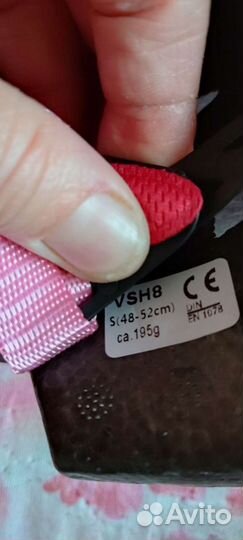 VSH8 CE
S(48-52cm) DIN
EN 1078
ca.195g
Avito